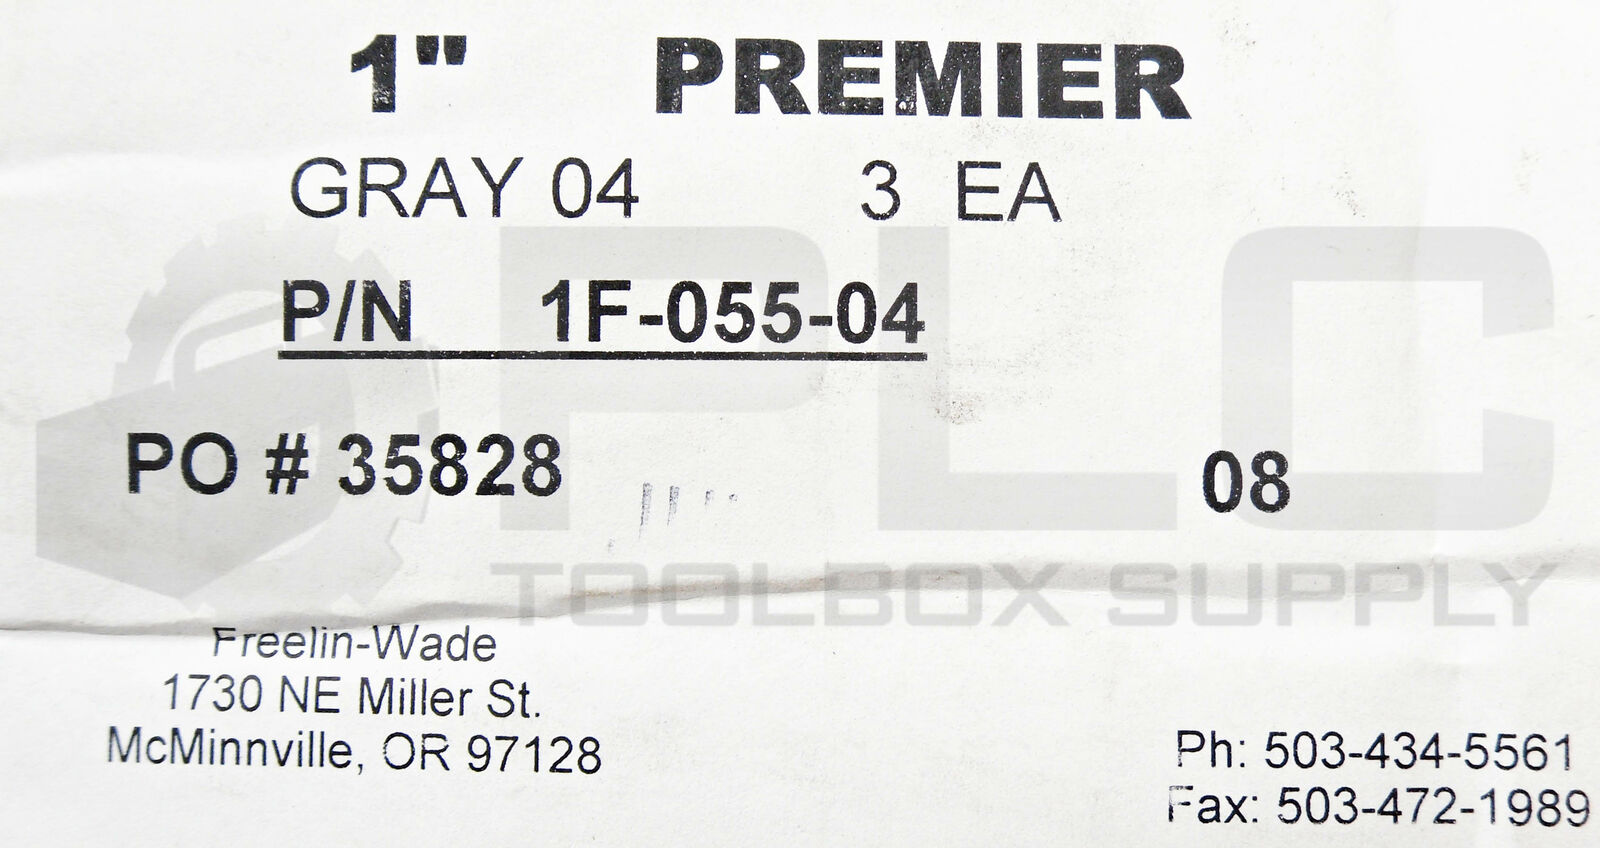 1" PREMIER
GRAY 04 3 EA
P/N 1F-055-04
PO # 35828 08
PLC
TOOLBOX SUPPLY
Freelin-Wade
1730 NE Miller St.
McMinnville, OR 97128
Ph: 503-434-5561
Fax: 503-472-1989